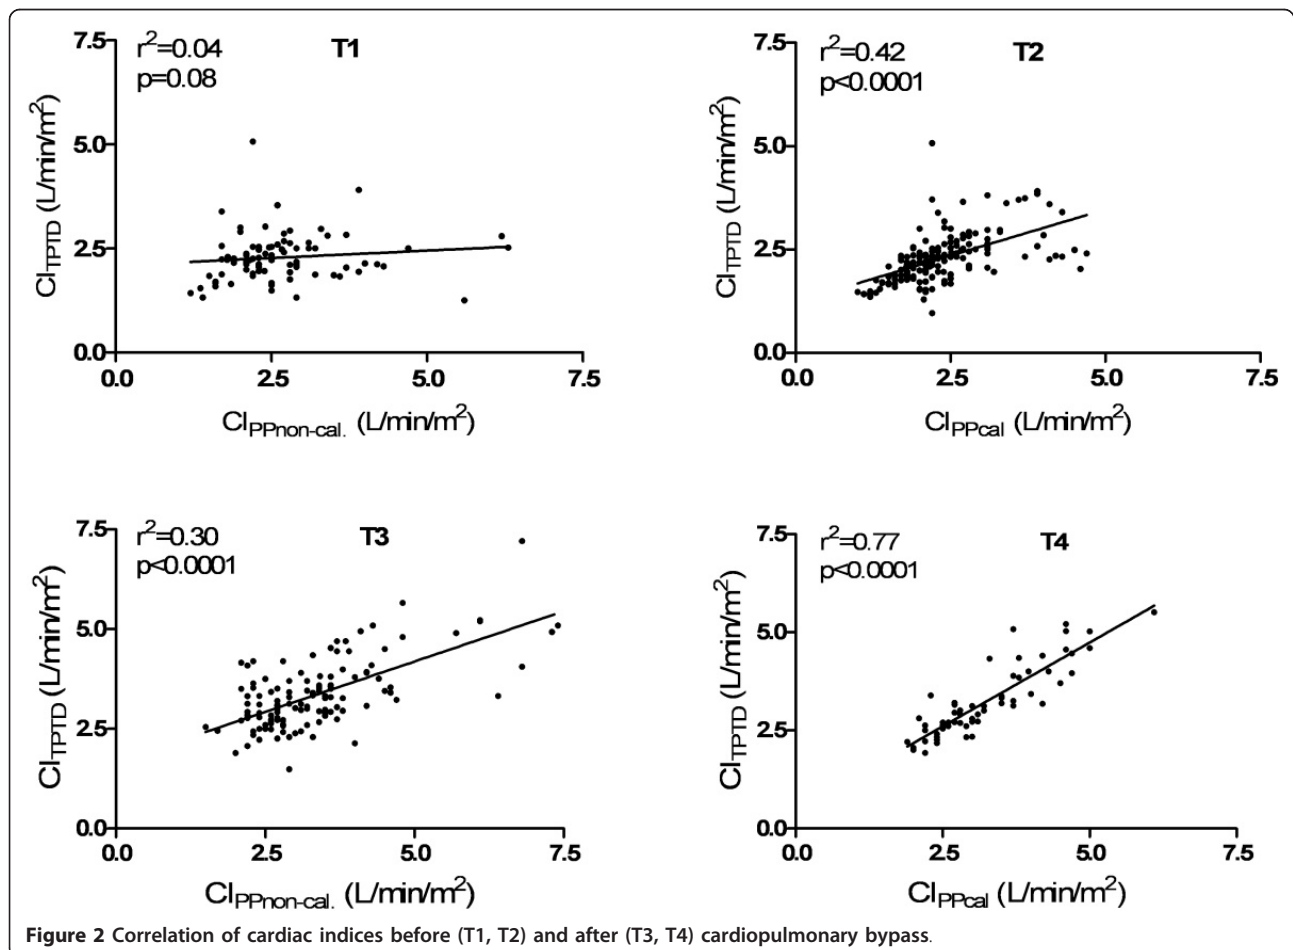 T1
r²=0.04
p=0.08
CI_TPTD (L/min/m²)
7.5
5.0
2.5
0.0
0.0 2.5 5.0 7.5
CI_PPnon-cal. (L/min/m²)
T2
r²=0.42
p<0.0001
CI_TPTD (L/min/m²)
7.5
5.0
2.5
0.0
0.0 2.5 5.0 7.5
CI_PPcal (L/min/m²)
T3
r²=0.30
p<0.0001
CI_TPTD (L/min/m²)
7.5
5.0
2.5
0.0
0.0 2.5 5.0 7.5
CI_PPnon-cal. (L/min/m²)
T4
r²=0.77
p<0.0001
CI_TPTD (L/min/m²)
7.5
5.0
2.5
0.0
0.0 2.5 5.0 7.5
CI_PPcal (L/min/m²)
Figure 2 Correlation of cardiac indices before (T1, T2) and after (T3, T4) cardiopulmonary bypass.